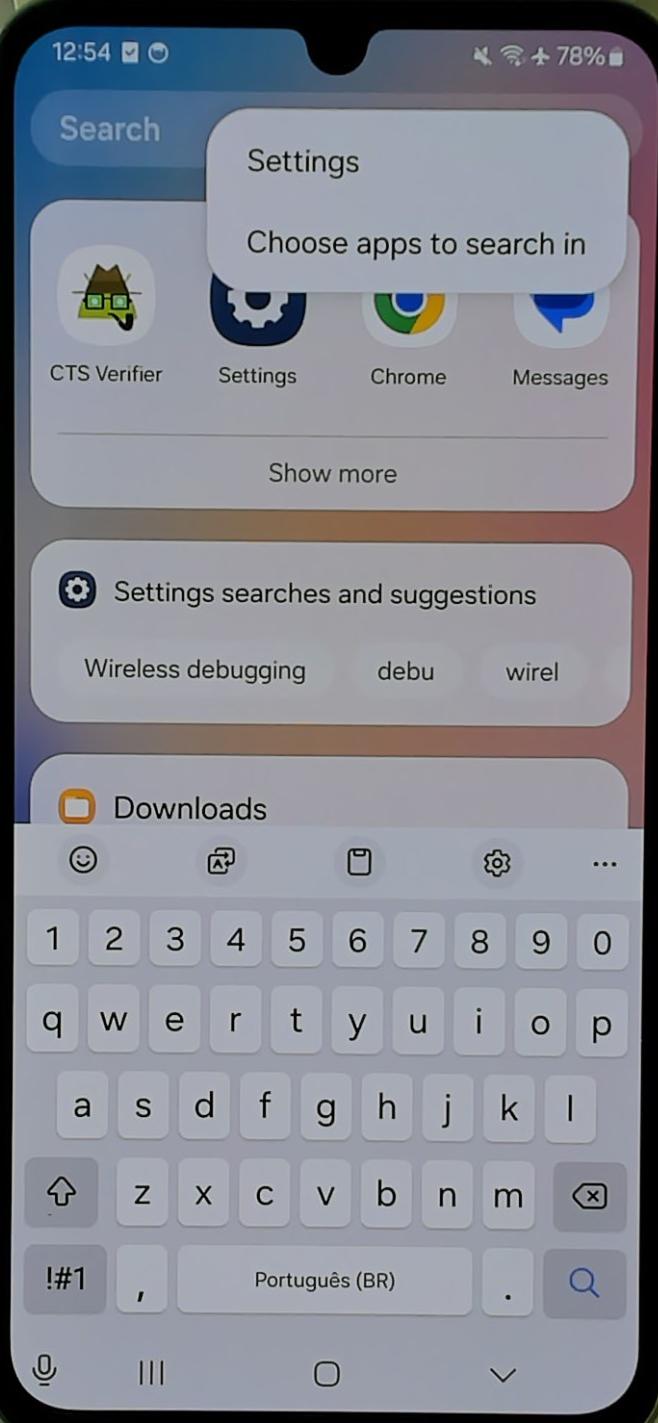 12:54 78%
Search
Settings
Choose apps to search in
CTS Verifier Settings Chrome Messages
Show more
Settings searches and suggestions
Wireless debugging debu wirel
Downloads
1 2 3 4 5 6 7 8 9 0
q w e r t y u i o p
a s d f g h j k l
z x c v b n m
!#1 , Português (BR) .